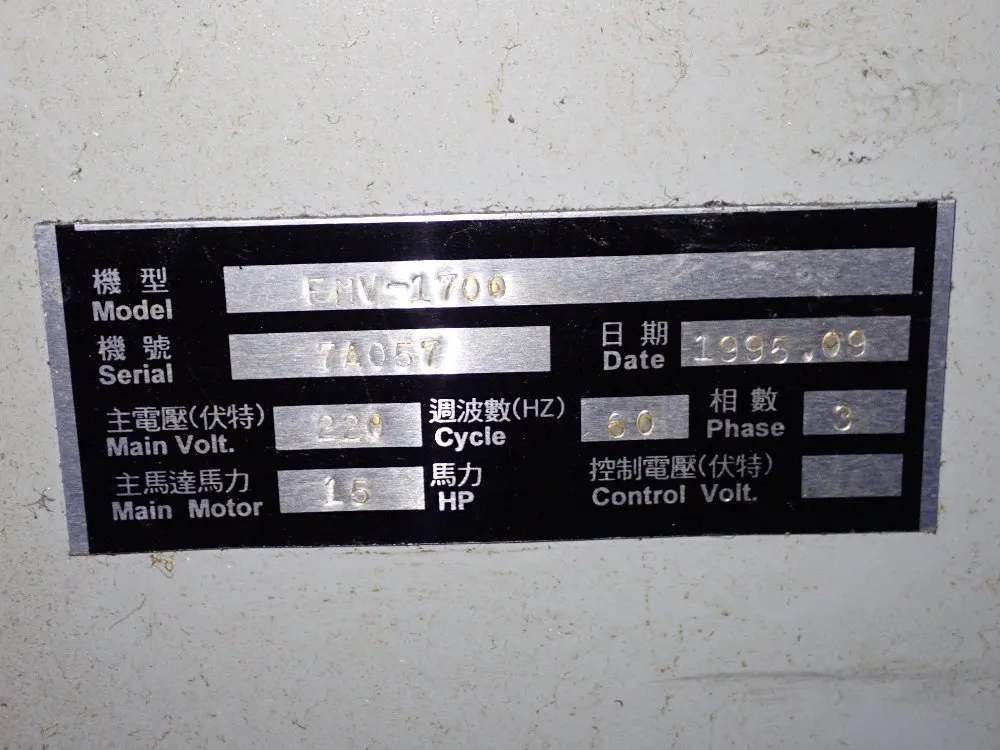 機型 EMV-1700
Model
機號 7A057 日期 1995.09
Serial Date
主電壓(伏特) 220 週波數(HZ) 60 相數 3
Main Volt. Cycle Phase
主馬達馬力 15 馬力 控制電壓(伏特)
Main Motor HP Control Volt.